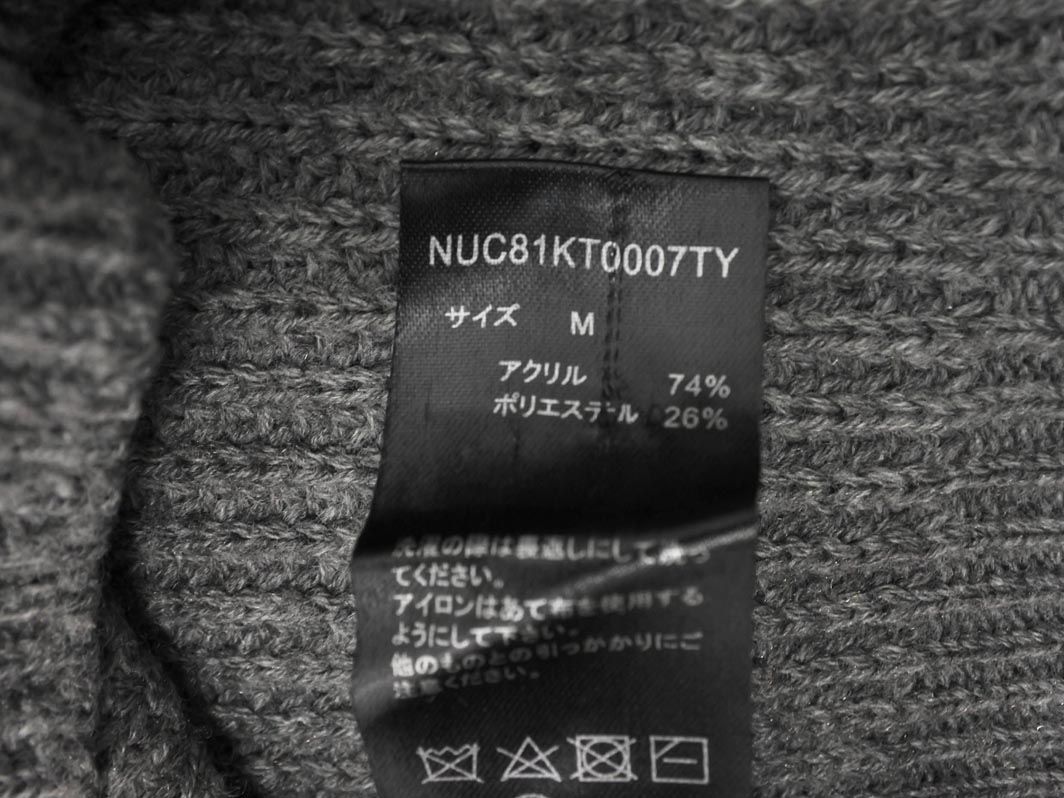 NUC81KT0007TY
サイズ M
アクリル 74%
ポリエステル 26%
洗濯の際は裏返しにして洗っ
てください。
アイロンはあて布を使用する
ようにして下さい。
他のものとの引っかかりにご
注意ください。